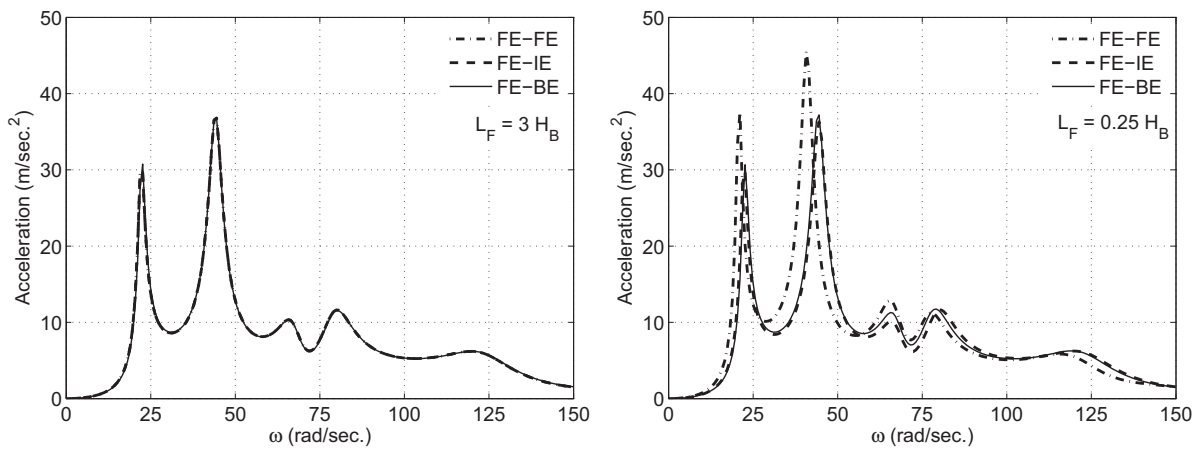 50
40
30
20
10
0
Acceleration (m/sec.²)
FE−FE
FE−IE
FE−BE
L_F = 3 H_B
0 25 50 75 100 125 150
ω (rad/sec.)
50
40
30
20
10
0
Acceleration (m/sec.²)
FE−FE
FE−IE
FE−BE
L_F = 0.25 H_B
0 25 50 75 100 125 150
ω (rad/sec.)